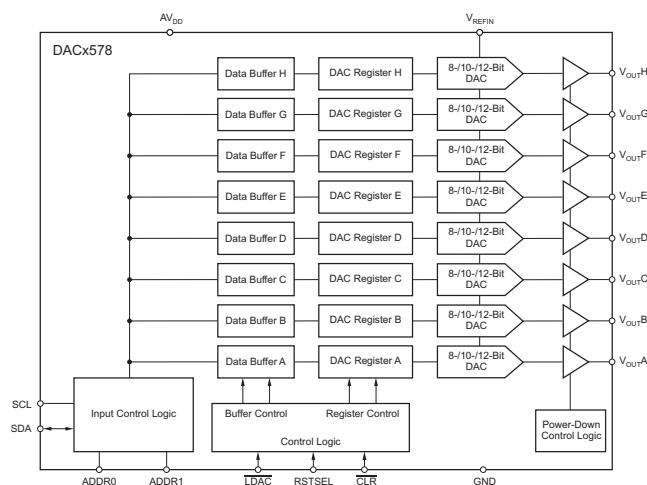 AVDD
VREFIN
DACx578
Data Buffer H DAC Register H 8-/10-/12-Bit DAC VOUTH
Data Buffer G DAC Register G 8-/10-/12-Bit DAC VOUTG
Data Buffer F DAC Register F 8-/10-/12-Bit DAC VOUTF
Data Buffer E DAC Register E 8-/10-/12-Bit DAC VOUTE
Data Buffer D DAC Register D 8-/10-/12-Bit DAC VOUTD
Data Buffer C DAC Register C 8-/10-/12-Bit DAC VOUTC
Data Buffer B DAC Register B 8-/10-/12-Bit DAC VOUTB
Data Buffer A DAC Register A 8-/10-/12-Bit DAC VOUTA
SCL
SDA
Input Control Logic
Buffer Control Register Control
Control Logic
Power-Down
Control Logic
ADDR0 ADDR1 LDAC RSTSEL CLR GND